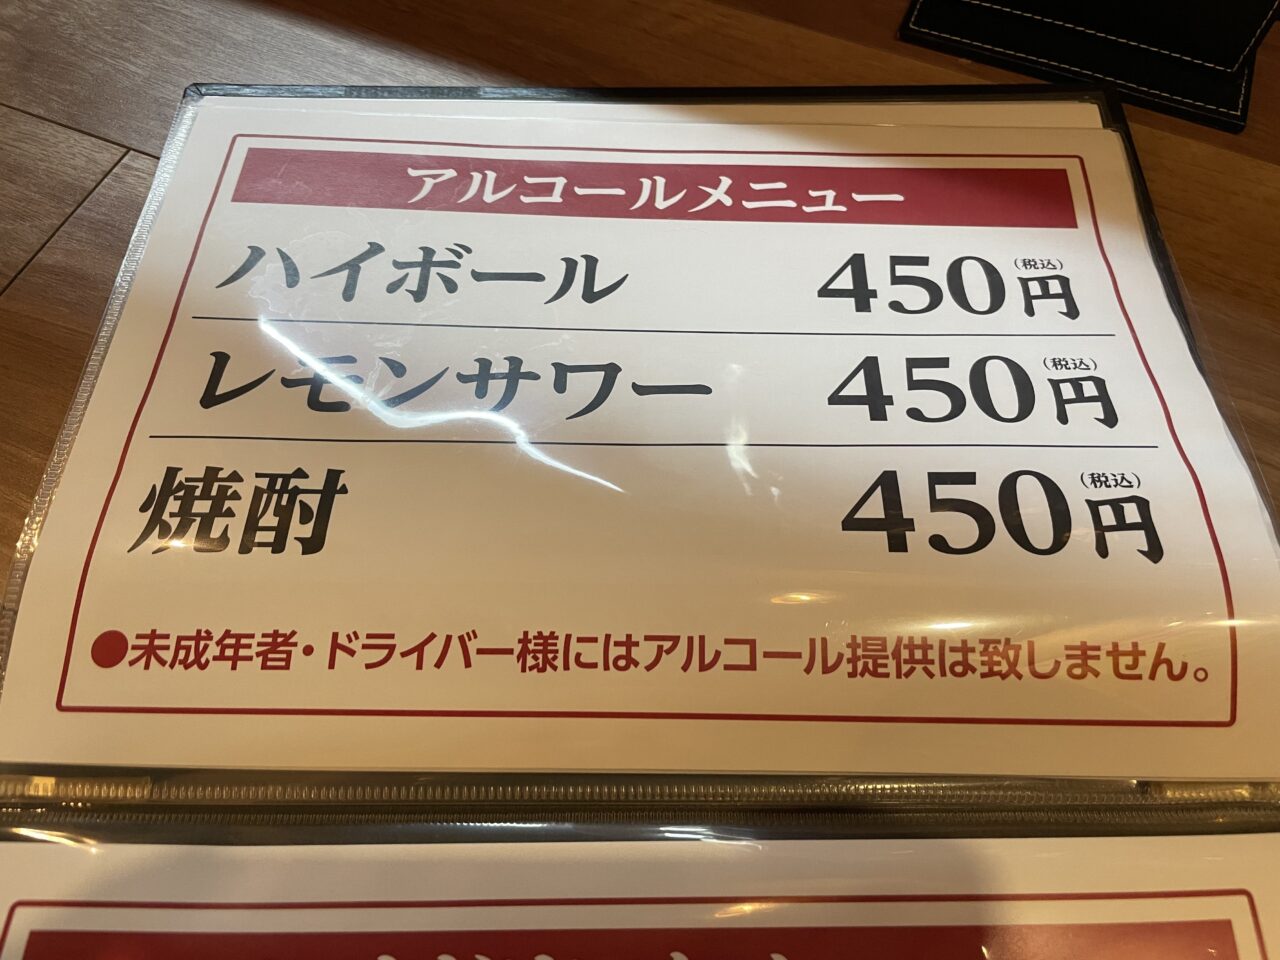 アルコールメニュー
ハイボール 450円(税込)
レモンサワー 450円(税込)
焼酎 450円(税込)
●未成年者・ドライバー様にはアルコール提供は致しません。